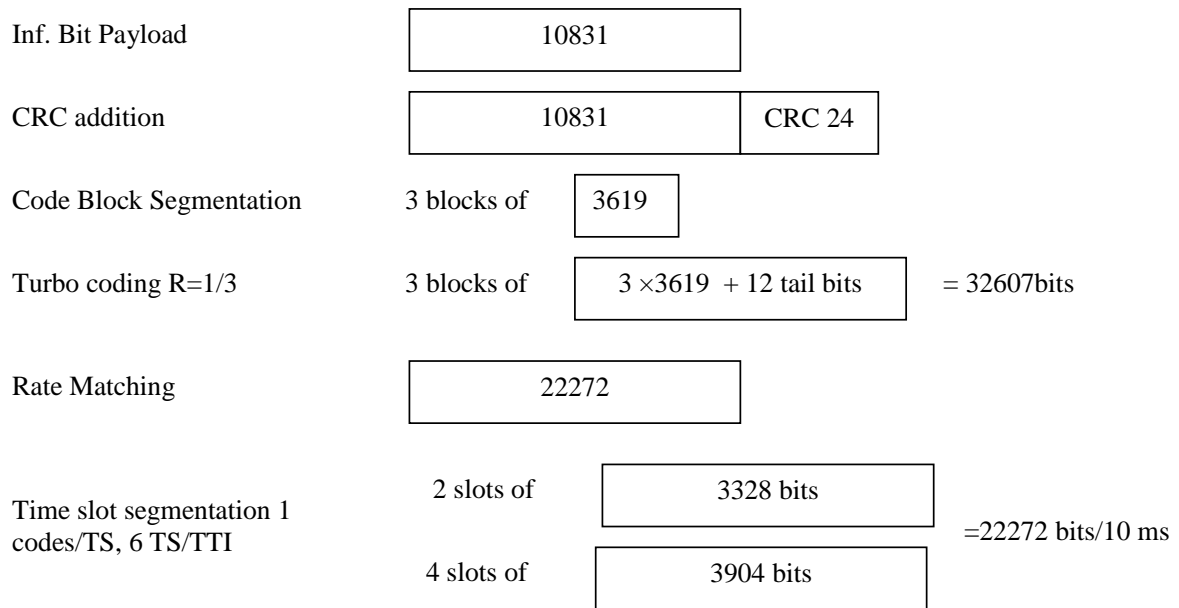 Inf. Bit Payload 10831
CRC addition 10831 CRC 24
Code Block Segmentation 3 blocks of 3619
Turbo coding R=1/3 3 blocks of 3 ×3619 + 12 tail bits = 32607bits
Rate Matching 22272
2 slots of 3328 bits
Time slot segmentation 1
codes/TS, 6 TS/TTI
=22272 bits/10 ms
4 slots of 3904 bits